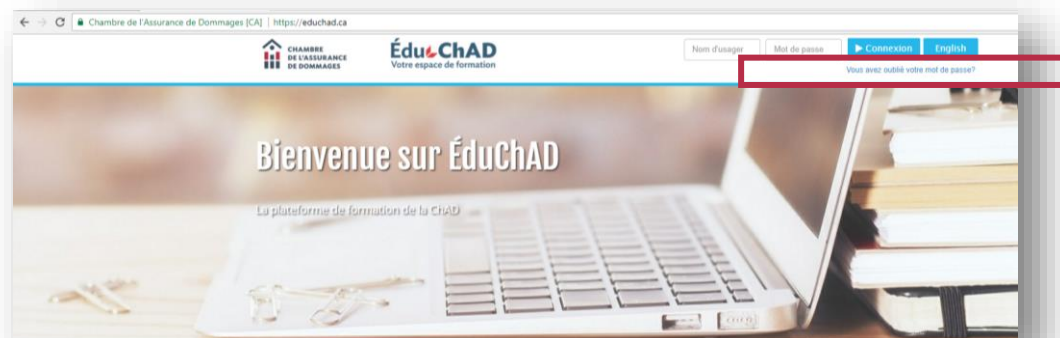 Chambre de l'Assurance de Dommages [CA] | https://educhad.ca
CHAMBRE
DE L'ASSURANCE
DE DOMMAGES
ÉduChAD
Votre espace de formation
Nom d'usager
Mot de passe
Connexion
English
Vous avez oublié votre mot de passe?
Bienvenue sur ÉduChAD
La plateforme de formation de la ChAD